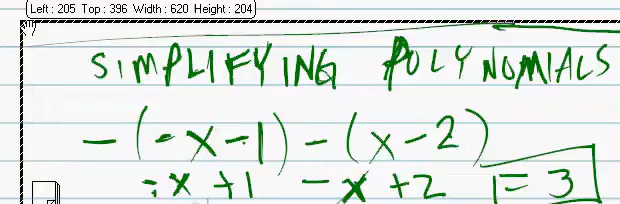 Left : 205 Top : 396 Width : 620 Height : 204
SIMPLIFYING POLYNOMIALS
-(-x-1)-(x-2)
=x+1 -x+2 =3